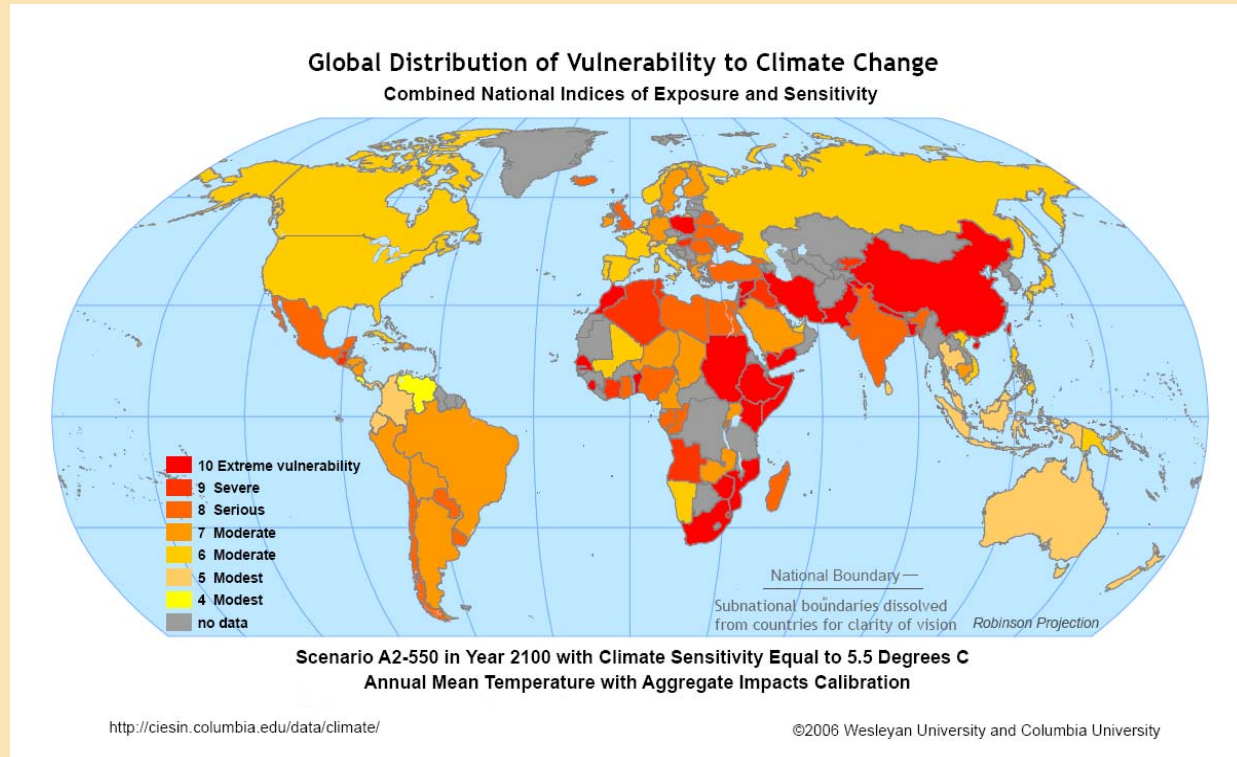 Global Distribution of Vulnerability to Climate Change
Combined National Indices of Exposure and Sensitivity
10 Extreme vulnerability
9 Severe
8 Serious
7 Moderate
6 Moderate
5 Modest
4 Modest
no data
National Boundary —
Subnational boundaries dissolved
from countries for clarity of vision
Robinson Projection
Scenario A2-550 in Year 2100 with Climate Sensitivity Equal to 5.5 Degrees C
Annual Mean Temperature with Aggregate Impacts Calibration
http://ciesin.columbia.edu/data/climate/
©2006 Wesleyan University and Columbia University